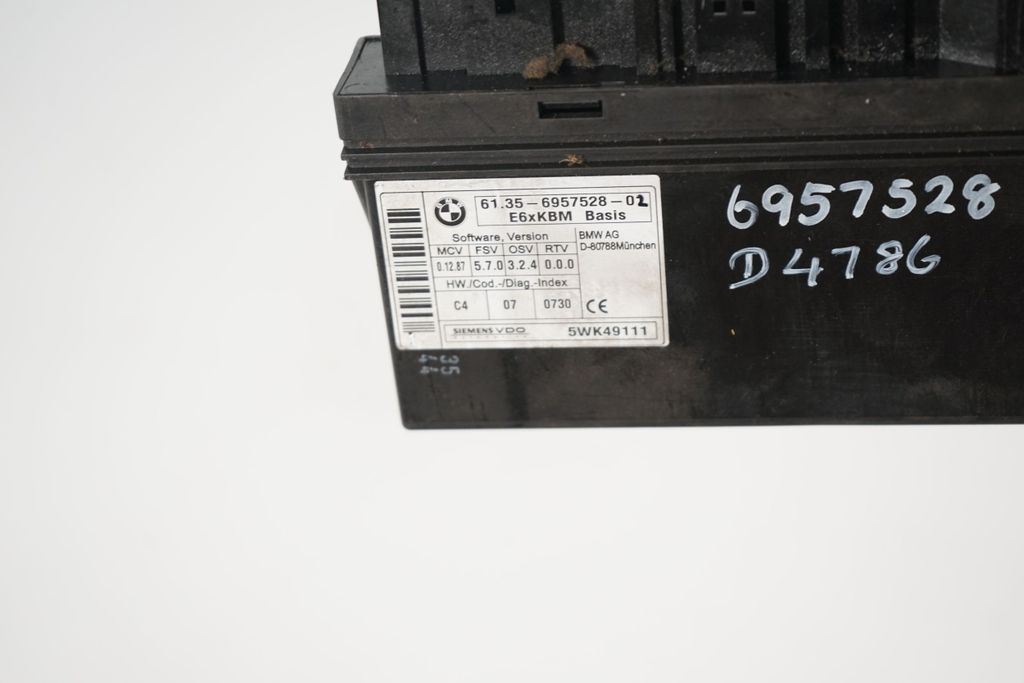 61.35-6957528-02
E6xKBM Basis
Software, Version
MCV FSV OSV RTV
0.12.87 5.7.0 3.2.4 0.0.0
HW./Cod.-/Diag.-Index
C4 07 0730
BMW AG
D-80788München
CE
SIEMENS VDO
5WK49111
6957528
D4786